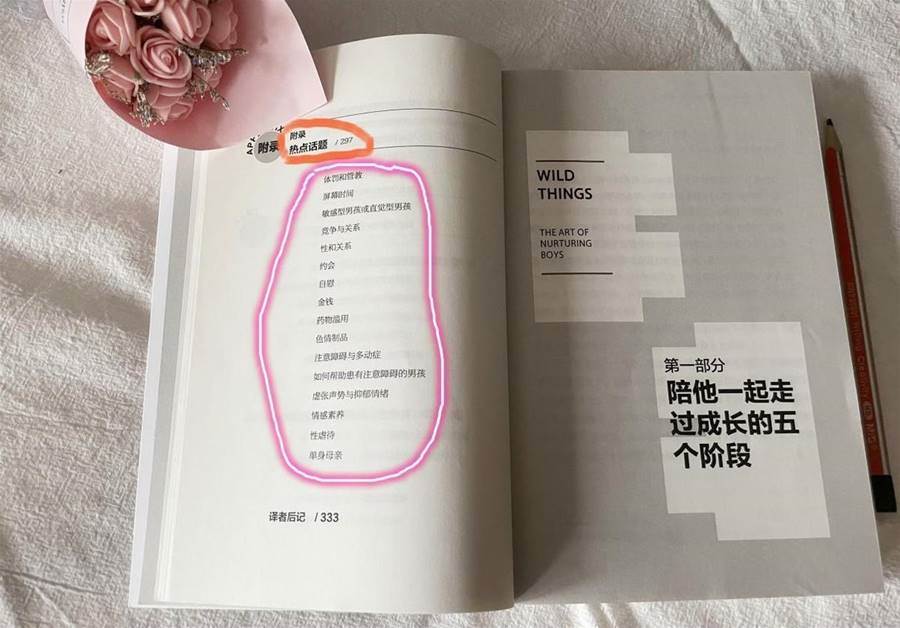 附录
附录
热点话题 / 297
体罚和管教
屏幕时间
敏感型男孩或直觉型男孩
竞争与关系
性和关系
约会
自慰
金钱
药物滥用
色情制品
注意障碍与多动症
如何帮助患有注意障碍的男孩
虚张声势与抑郁情绪
情感素养
性虐待
单身母亲
译者后记 / 333
WILD
THINGS
THE ART OF
NURTURING
BOYS
第一部分
陪他一起走
过成长的五
个阶段